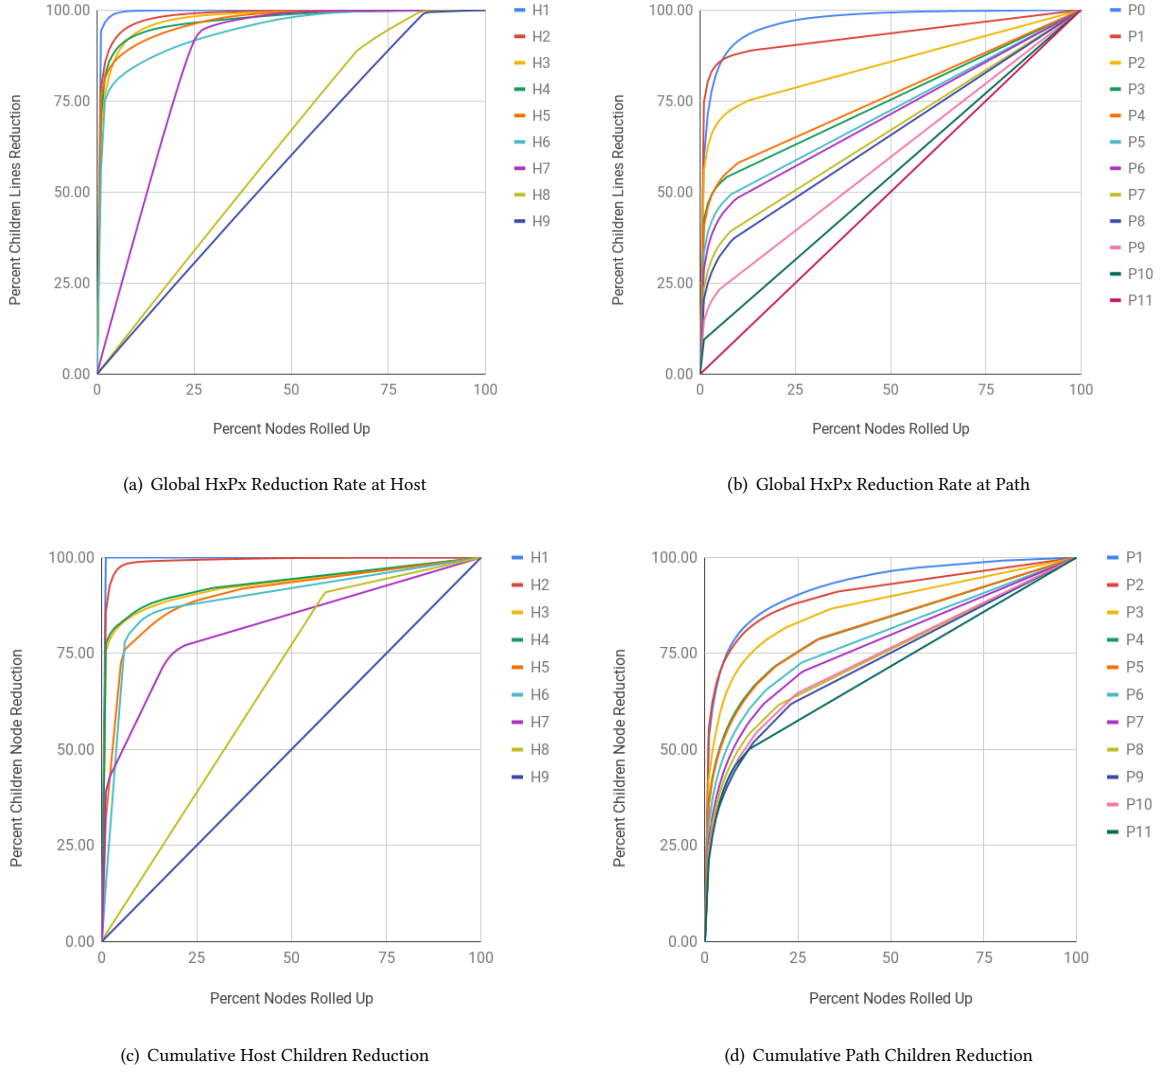 100.00
75.00
50.00
25.00
0.00
0
25
50
75
100
Percent Children Lines Reduction
Percent Nodes Rolled Up
H1
H2
H3
H4
H5
H6
H7
H8
H9
(a) Global HxPx Reduction Rate at Host
100.00
75.00
50.00
25.00
0.00
0
25
50
75
100
Percent Children Lines Reduction
Percent Nodes Rolled Up
P0
P1
P2
P3
P4
P5
P6
P7
P8
P9
P10
P11
(b) Global HxPx Reduction Rate at Path
100.00
75.00
50.00
25.00
0.00
0
25
50
75
100
Percent Children Node Reduction
Percent Nodes Rolled Up
H1
H2
H3
H4
H5
H6
H7
H8
H9
(c) Cumulative Host Children Reduction
100.00
75.00
50.00
25.00
0.00
0
25
50
75
100
Percent Children Node Reduction
Percent Nodes Rolled Up
P1
P2
P3
P4
P5
P6
P7
P8
P9
P10
P11
(d) Cumulative Path Children Reduction